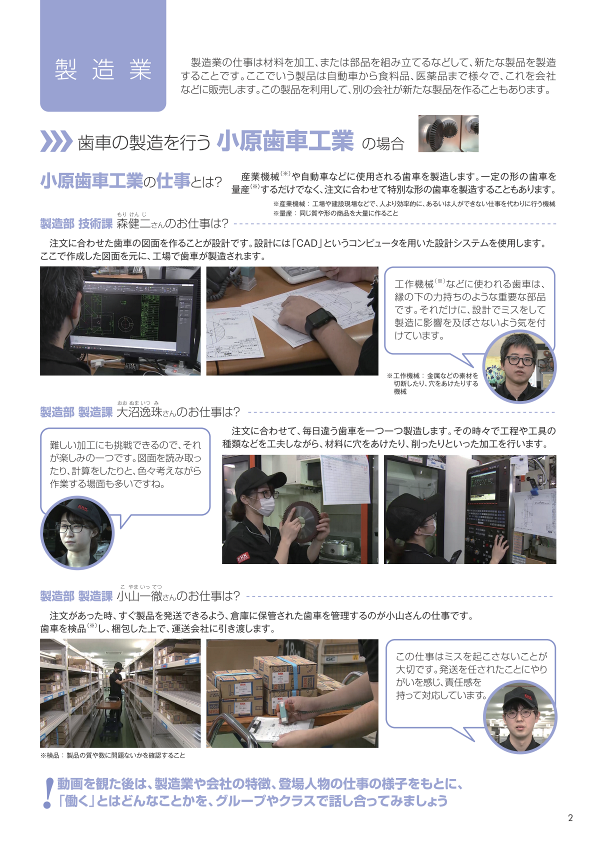 製造業
製造業の仕事は材料を加工、または部品を組み立てるなどして、新たな製品を製造
することです。ここでいう製品は自動車から食料品、医薬品まで様々で、これを会社
などに販売します。この製品を利用して、別の会社が新たな製品を作ることもあります。
歯車の製造を行う 小原歯車工業 の場合
小原歯車工業の仕事とは?
産業機械(※)や自動車などに使用される歯車を製造します。一定の形の歯車を
量産(※)するだけでなく、注文に合わせて特別な形の歯車を製造することもあります。
※産業機械：工場や建設現場などで、人より効率的に、あるいは人ができない仕事を代わりに行う機械
※量産：同じ質や形の商品を大量に作ること
もり けん じ
製造部 技術課 森健二さんのお仕事は?
注文に合わせた歯車の図面を作ることが設計です。設計には「CAD」というコンピュータを用いた設計システムを使用します。
ここで作成した図面を元に、工場で歯車が製造されます。
工作機械(※)などに使われる歯車は、
縁の下の力持ちのような重要な部品
です。それだけに、設計でミスをして
製造に影響を及ぼさないよう気を付
けています。
※工作機械：金属などの素材を
切断したり、穴をあけたりする
機械
おお ぬま いつ み
製造部 製造課 大沼逸珠さんのお仕事は?
注文に合わせて、毎日違う歯車を一つ一つ製造します。その時々で工程や工具の
種類などを工夫しながら、材料に穴をあけたり、削ったりといった加工を行います。
難しい加工にも挑戦できるので、それ
が楽しみの一つです。図面を読み取っ
たり、計算をしたりと、色々考えながら
作業する場面も多いですね。
こ やま いっ てつ
製造部 製造課 小山一徹さんのお仕事は?
注文があった時、すぐ製品を発送できるよう、倉庫に保管された歯車を管理するのが小山さんの仕事です。
歯車を検品(※)し、梱包した上で、運送会社に引き渡します。
この仕事はミスを起こさないことが
大切です。発送を任されたことにやり
がいを感じ、責任感を
持って対応しています。
※検品：製品の質や数に問題ないかを確認すること
! 動画を観た後は、製造業や会社の特徴、登場人物の仕事の様子をもとに、
「働く」とはどんなことかを、グループやクラスで話し合ってみましょう
2